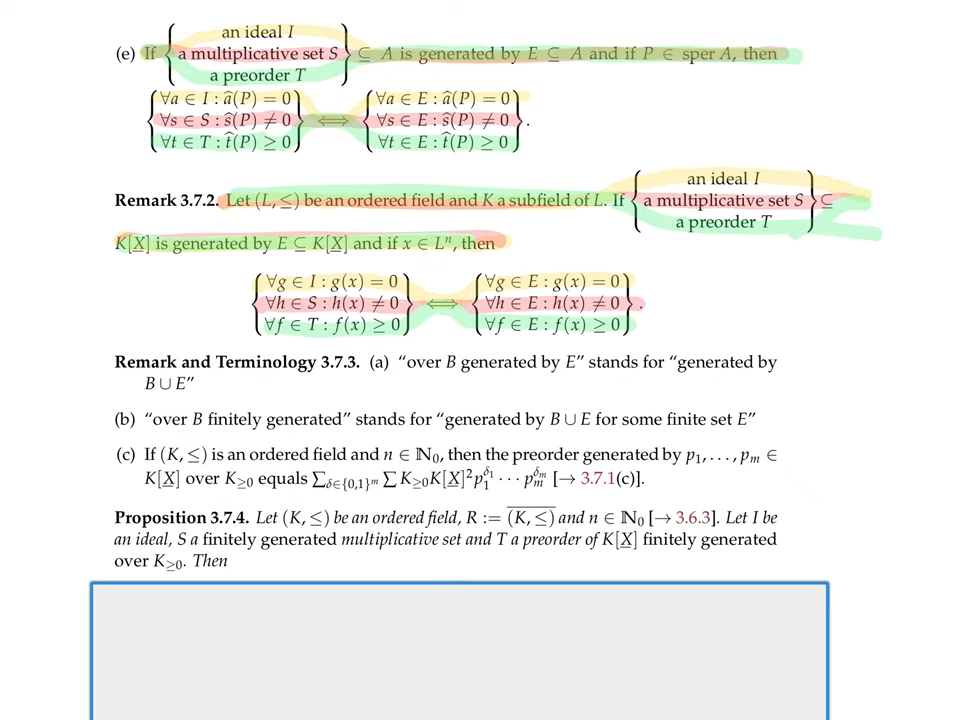 an ideal I
(e) If { a multiplicative set S } ⊆ A is generated by E ⊆ A and if P ∈ sper A, then
a preorder T
∀a ∈ I : â(P) = 0 ∀a ∈ E : â(P) = 0
∀s ∈ S : ŝ(P) ≠ 0 ⟺ ∀s ∈ E : ŝ(P) ≠ 0 .
∀t ∈ T : t̂(P) ≥ 0 ∀t ∈ E : t̂(P) ≥ 0
an ideal I
Remark 3.7.2. Let (L, ≤) be an ordered field and K a subfield of L. If { a multiplicative set S } ⊆
a preorder T
K[X̲] is generated by E ⊆ K[X̲] and if x ∈ Lⁿ, then
∀g ∈ I : g(x) = 0 ∀g ∈ E : g(x) = 0
∀h ∈ S : h(x) ≠ 0 ⟺ ∀h ∈ E : h(x) ≠ 0 .
∀f ∈ T : f(x) ≥ 0 ∀f ∈ E : f(x) ≥ 0
Remark and Terminology 3.7.3. (a) “over B generated by E” stands for “generated by
B ∪ E”
(b) “over B finitely generated” stands for “generated by B ∪ E for some finite set E”
(c) If (K, ≤) is an ordered field and n ∈ ℕ₀, then the preorder generated by p₁, . . . , pₘ ∈
K[X̲] over K≥0 equals ∑_{δ∈{0,1}^m} ∑ K≥0K[X̲]²p₁^{δ₁} · · · pₘ^{δₘ} [→ 3.7.1(c)].
Proposition 3.7.4. Let (K, ≤) be an ordered field, R := \overline{(K, ≤)} and n ∈ ℕ₀ [→ 3.6.3]. Let I be
an ideal, S a finitely generated multiplicative set and T a preorder of K[X̲] finitely generated
over K≥0. Then